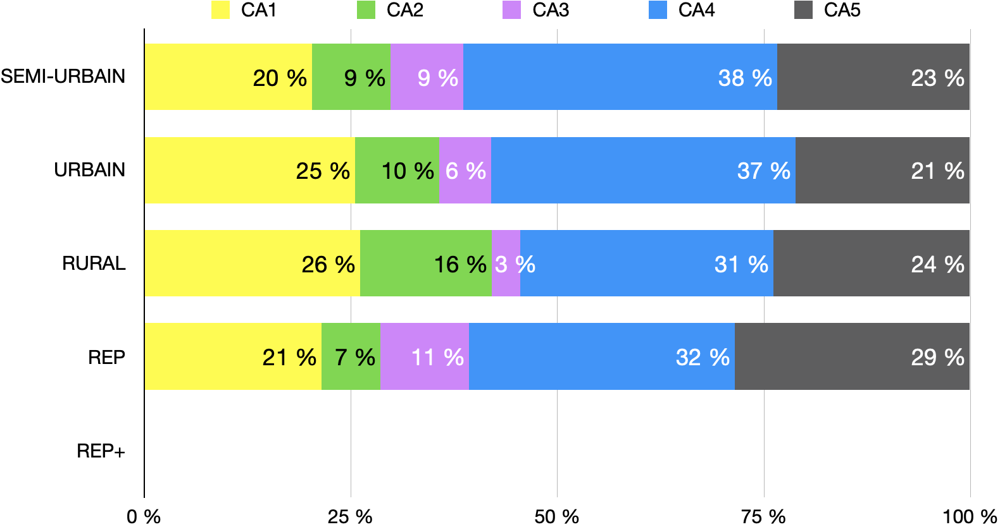 CA1 CA2 CA3 CA4 CA5
SEMI-URBAIN 20 % 9 % 9 % 38 % 23 %
URBAIN 25 % 10 % 6 % 37 % 21 %
RURAL 26 % 16 % 3 % 31 % 24 %
REP 21 % 7 % 11 % 32 % 29 %
REP+
0 % 25 % 50 % 75 % 100 %